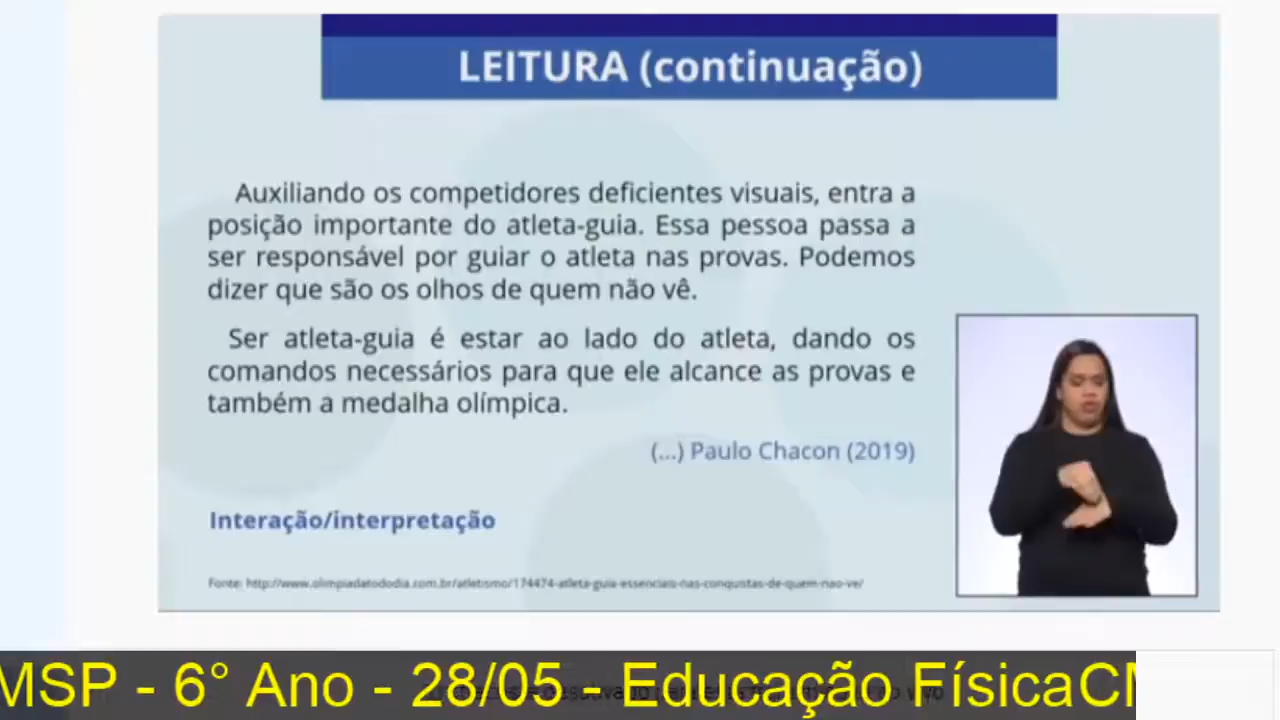 LEITURA (continuação)
Auxiliando os competidores deficientes visuais, entra a
posição importante do atleta-guia. Essa pessoa passa a
ser responsável por guiar o atleta nas provas. Podemos
dizer que são os olhos de quem não vê.
Ser atleta-guia é estar ao lado do atleta, dando os
comandos necessários para que ele alcance as provas e
também a medalha olímpica.
(...) Paulo Chacon (2019)
Interação/interpretação
Fonte: http://www.olimpiadatododia.com.br/atletismo/174474-atleta-guia-essenciais-nas-conquistas-de-quem-nao-ve/
MSP - 6° Ano - 28/05 - Educação FísicaCM